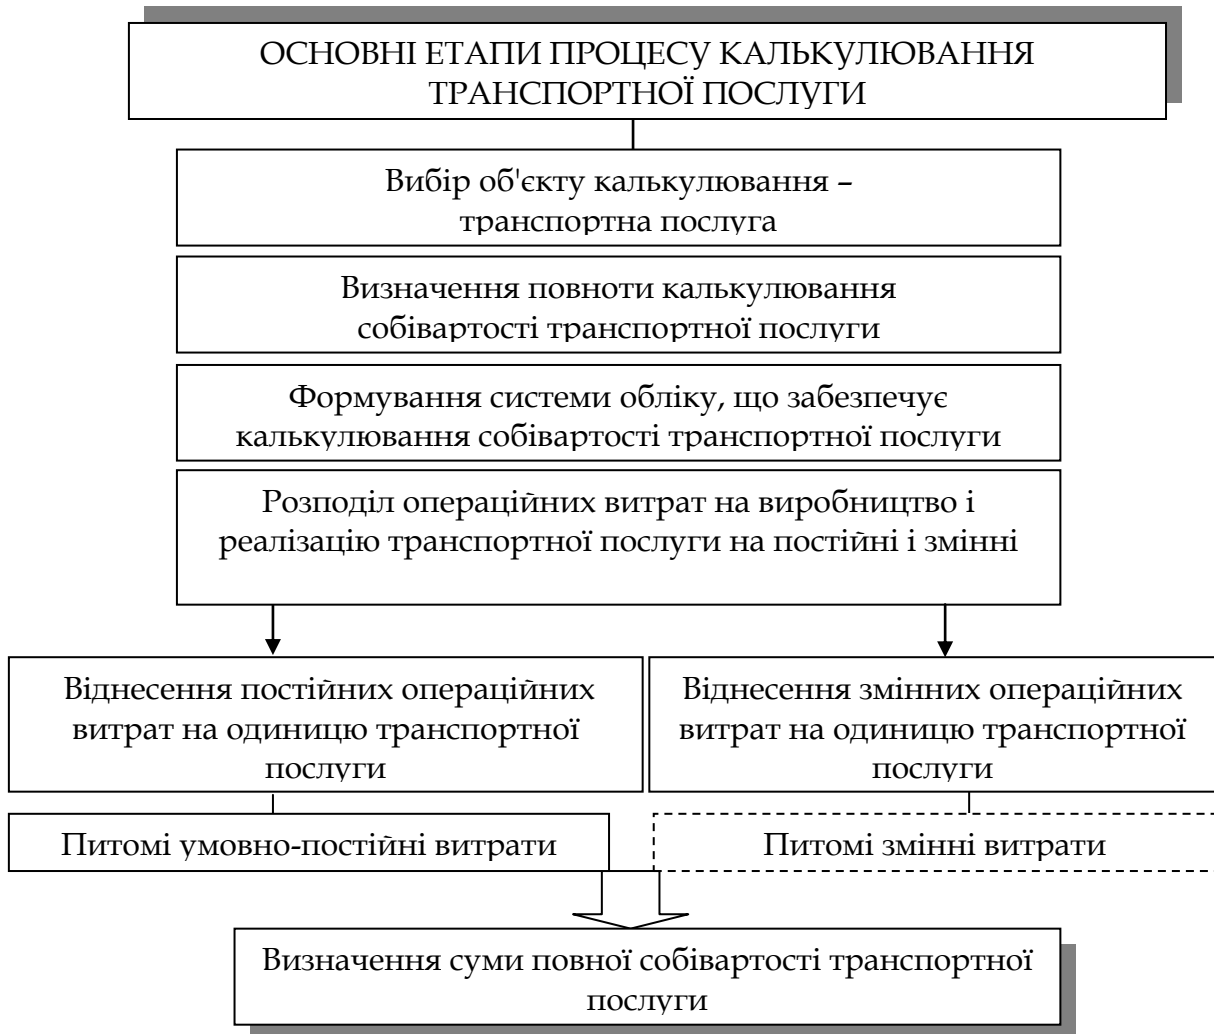 ОСНОВНІ ЕТАПИ ПРОЦЕСУ КАЛЬКУЛЮВАННЯ
ТРАНСПОРТНОЇ ПОСЛУГИ
Вибір об'єкту калькулювання –
транспортна послуга
Визначення повноти калькулювання
собівартості транспортної послуги
Формування системи обліку, що забезпечує
калькулювання собівартості транспортної послуги
Розподіл операційних витрат на виробництво і
реалізацію транспортної послуги на постійні і змінні
Віднесення постійних операційних
витрат на одиницю транспортної
послуги
Віднесення змінних операційних
витрат на одиницю транспортної
послуги
Питомі умовно-постійні витрати
Питомі змінні витрати
Визначення суми повної собівартості транспортної
послуги